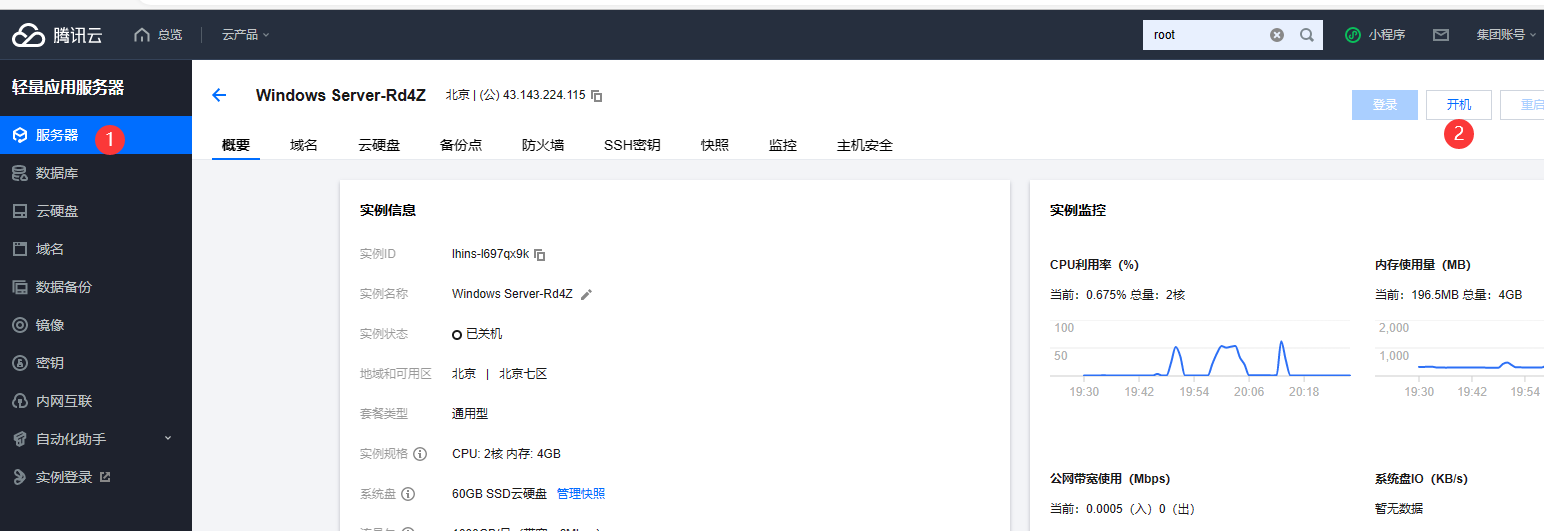 腾讯云 总览 云产品 root 小程序 集团账号
轻量应用服务器
Windows Server-Rd4Z 北京 | (公) 43.143.224.115
登录 开机 重启
服务器 1
2
概要 域名 云硬盘 备份点 防火墙 SSH密钥 快照 监控 主机安全
数据库
云硬盘
域名
数据备份
镜像
密钥
内网互联
自动化助手
实例登录
实例信息
实例ID lhins-l697qx9k
实例名称 Windows Server-Rd4Z
实例状态 已关机
地域和可用区 北京 | 北京七区
套餐类型 通用型
实例规格 CPU: 2核 内存: 4GB
系统盘 60GB SSD云硬盘 管理快照
实例监控
CPU利用率（%）
当前：0.675% 总量：2核
100
50
19:30 19:42 19:54 20:06 20:18
内存使用量（MB）
当前：196.5MB 总量：4GB
2,000
1,000
19:30 19:42 19:54
公网带宽使用（Mbps）
当前：0.0005（入）0（出）
系统盘IO（KB/s）
暂无数据